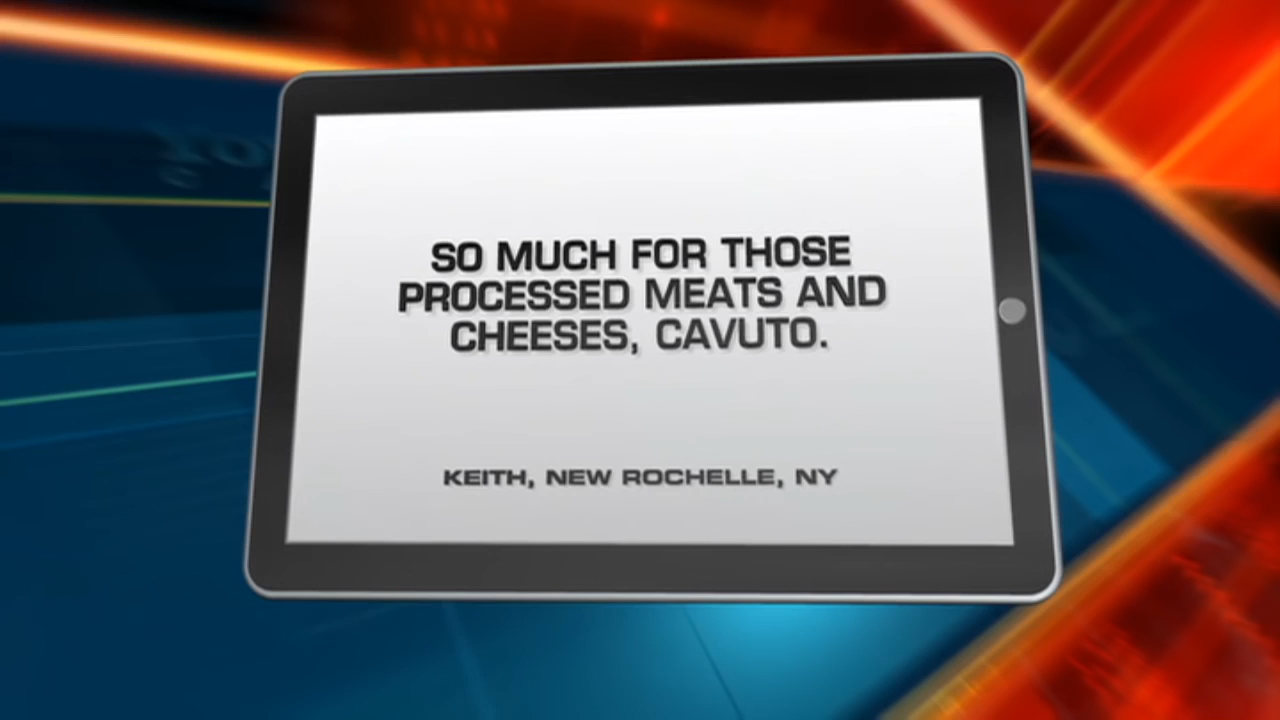 SO MUCH FOR THOSE
PROCESSED MEATS AND
CHEESES, CAVUTO.
KEITH, NEW ROCHELLE, NY